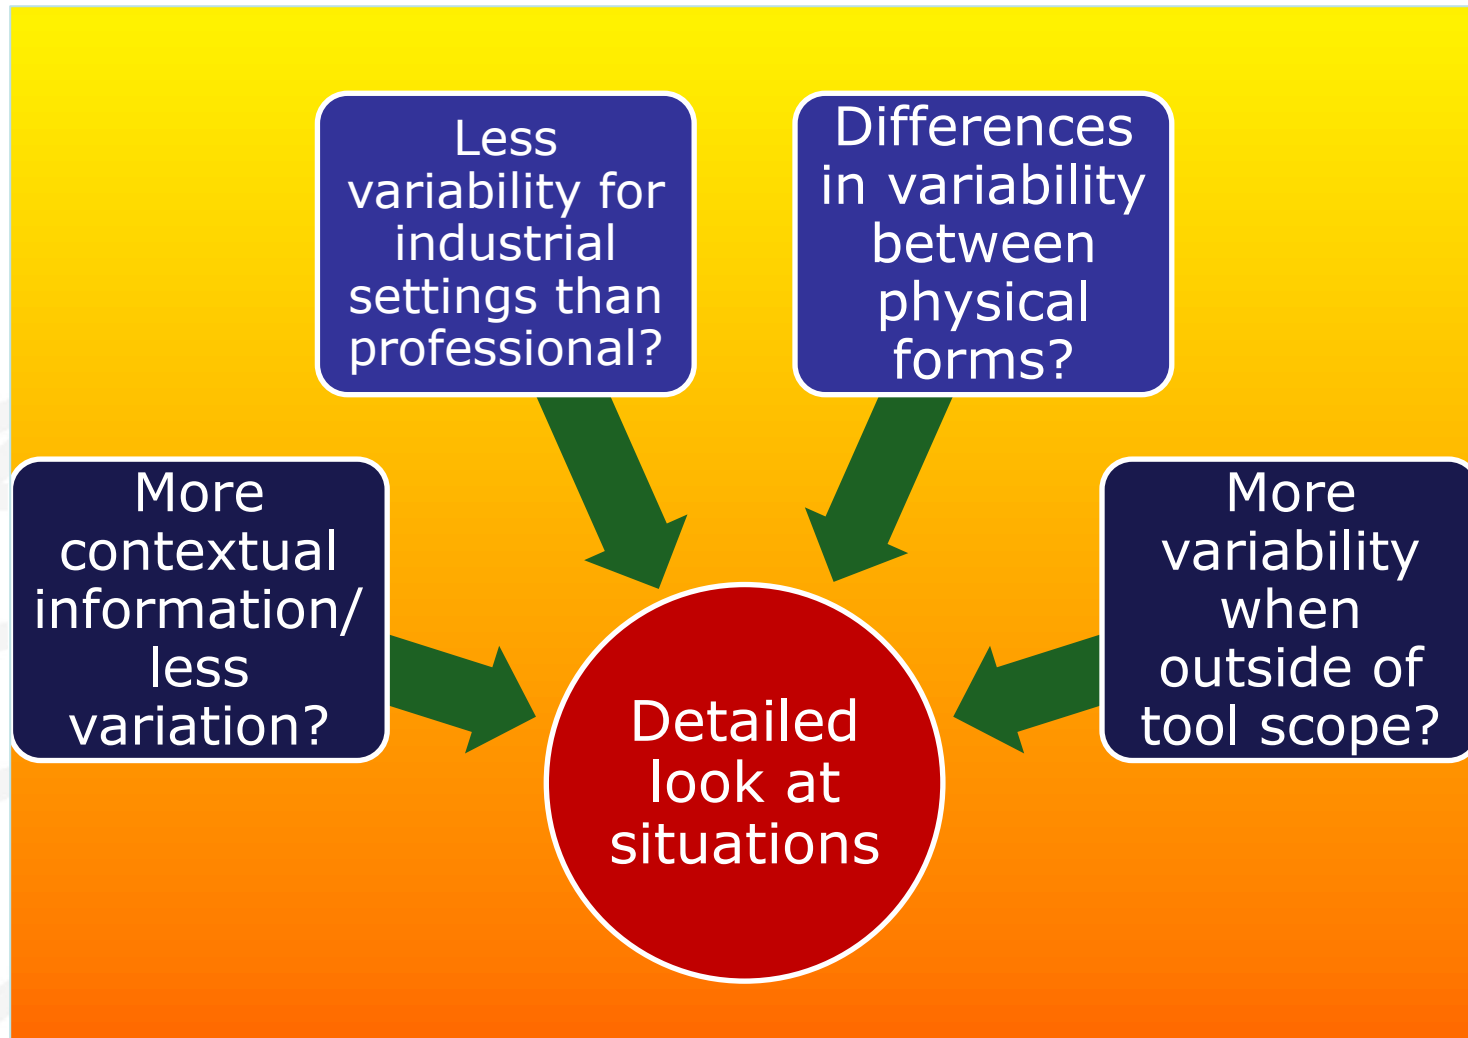 Less
variability for
industrial
settings than
professional?
Differences
in variability
between
physical
forms?
More
contextual
information/
less
variation?
More
variability
when
outside of
tool scope?
Detailed
look at
situations